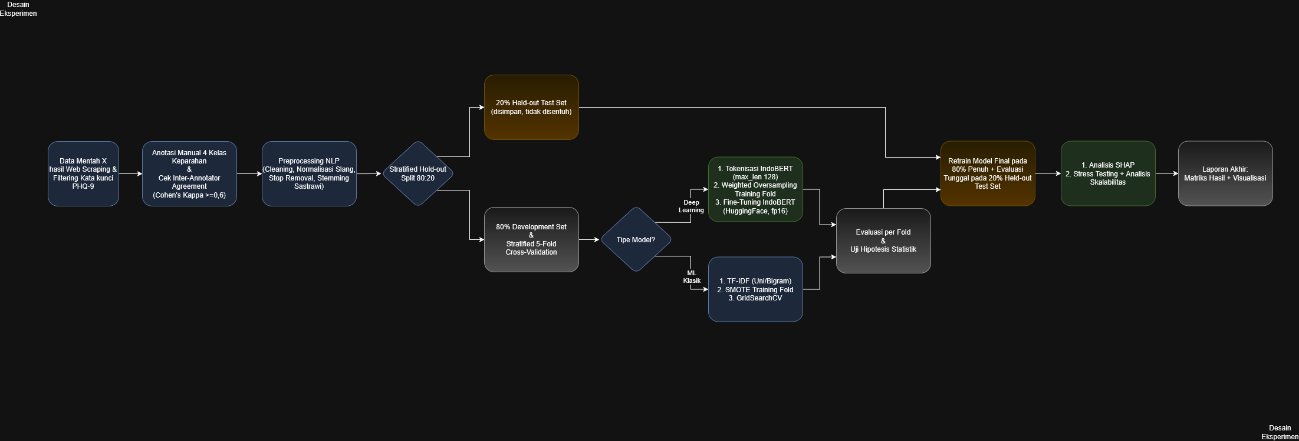 Desain
Eksperimen
Data Mentah X
hasil Web Scraping &
Filtering Kata kunci
PHQ-9
Anotasi Manual 4 Kelas
Keparahan
&
Cek Inter-Annotator
Agreement
(Cohen's Kappa >=0,6)
Preprocessing NLP
(Cleaning, Normalisasi Slang,
Stop Removal, Stemming
Sastrawi)
Stratified Hold-out
Split 80:20
20% Held-out Test Set
(disimpan, tidak disentuh)
80% Development Set
&
Stratified 5-Fold
Cross-Validation
Tipe Model?
Deep
Learning
1. Tokenisasi IndoBERT
(max_len 128)
2. Weighted Oversampling
Training Fold
3. Fine-Tuning IndoBERT
(HuggingFace, fp16)
ML
Klasik
1. TF-IDF (Uni/Bigram)
2. SMOTE Training Fold
3. GridSearchCV
Evaluasi per Fold
&
Uji Hipotesis Statistik
Retrain Model Final pada
80% Penuh + Evaluasi
Tunggal pada 20% Held-out
Test Set
1. Analisis SHAP
2. Stress Testing + Analisis
Skalabilitas
Laporan Akhir:
Matriks Hasil + Visualisasi
Desain
Eksperimen